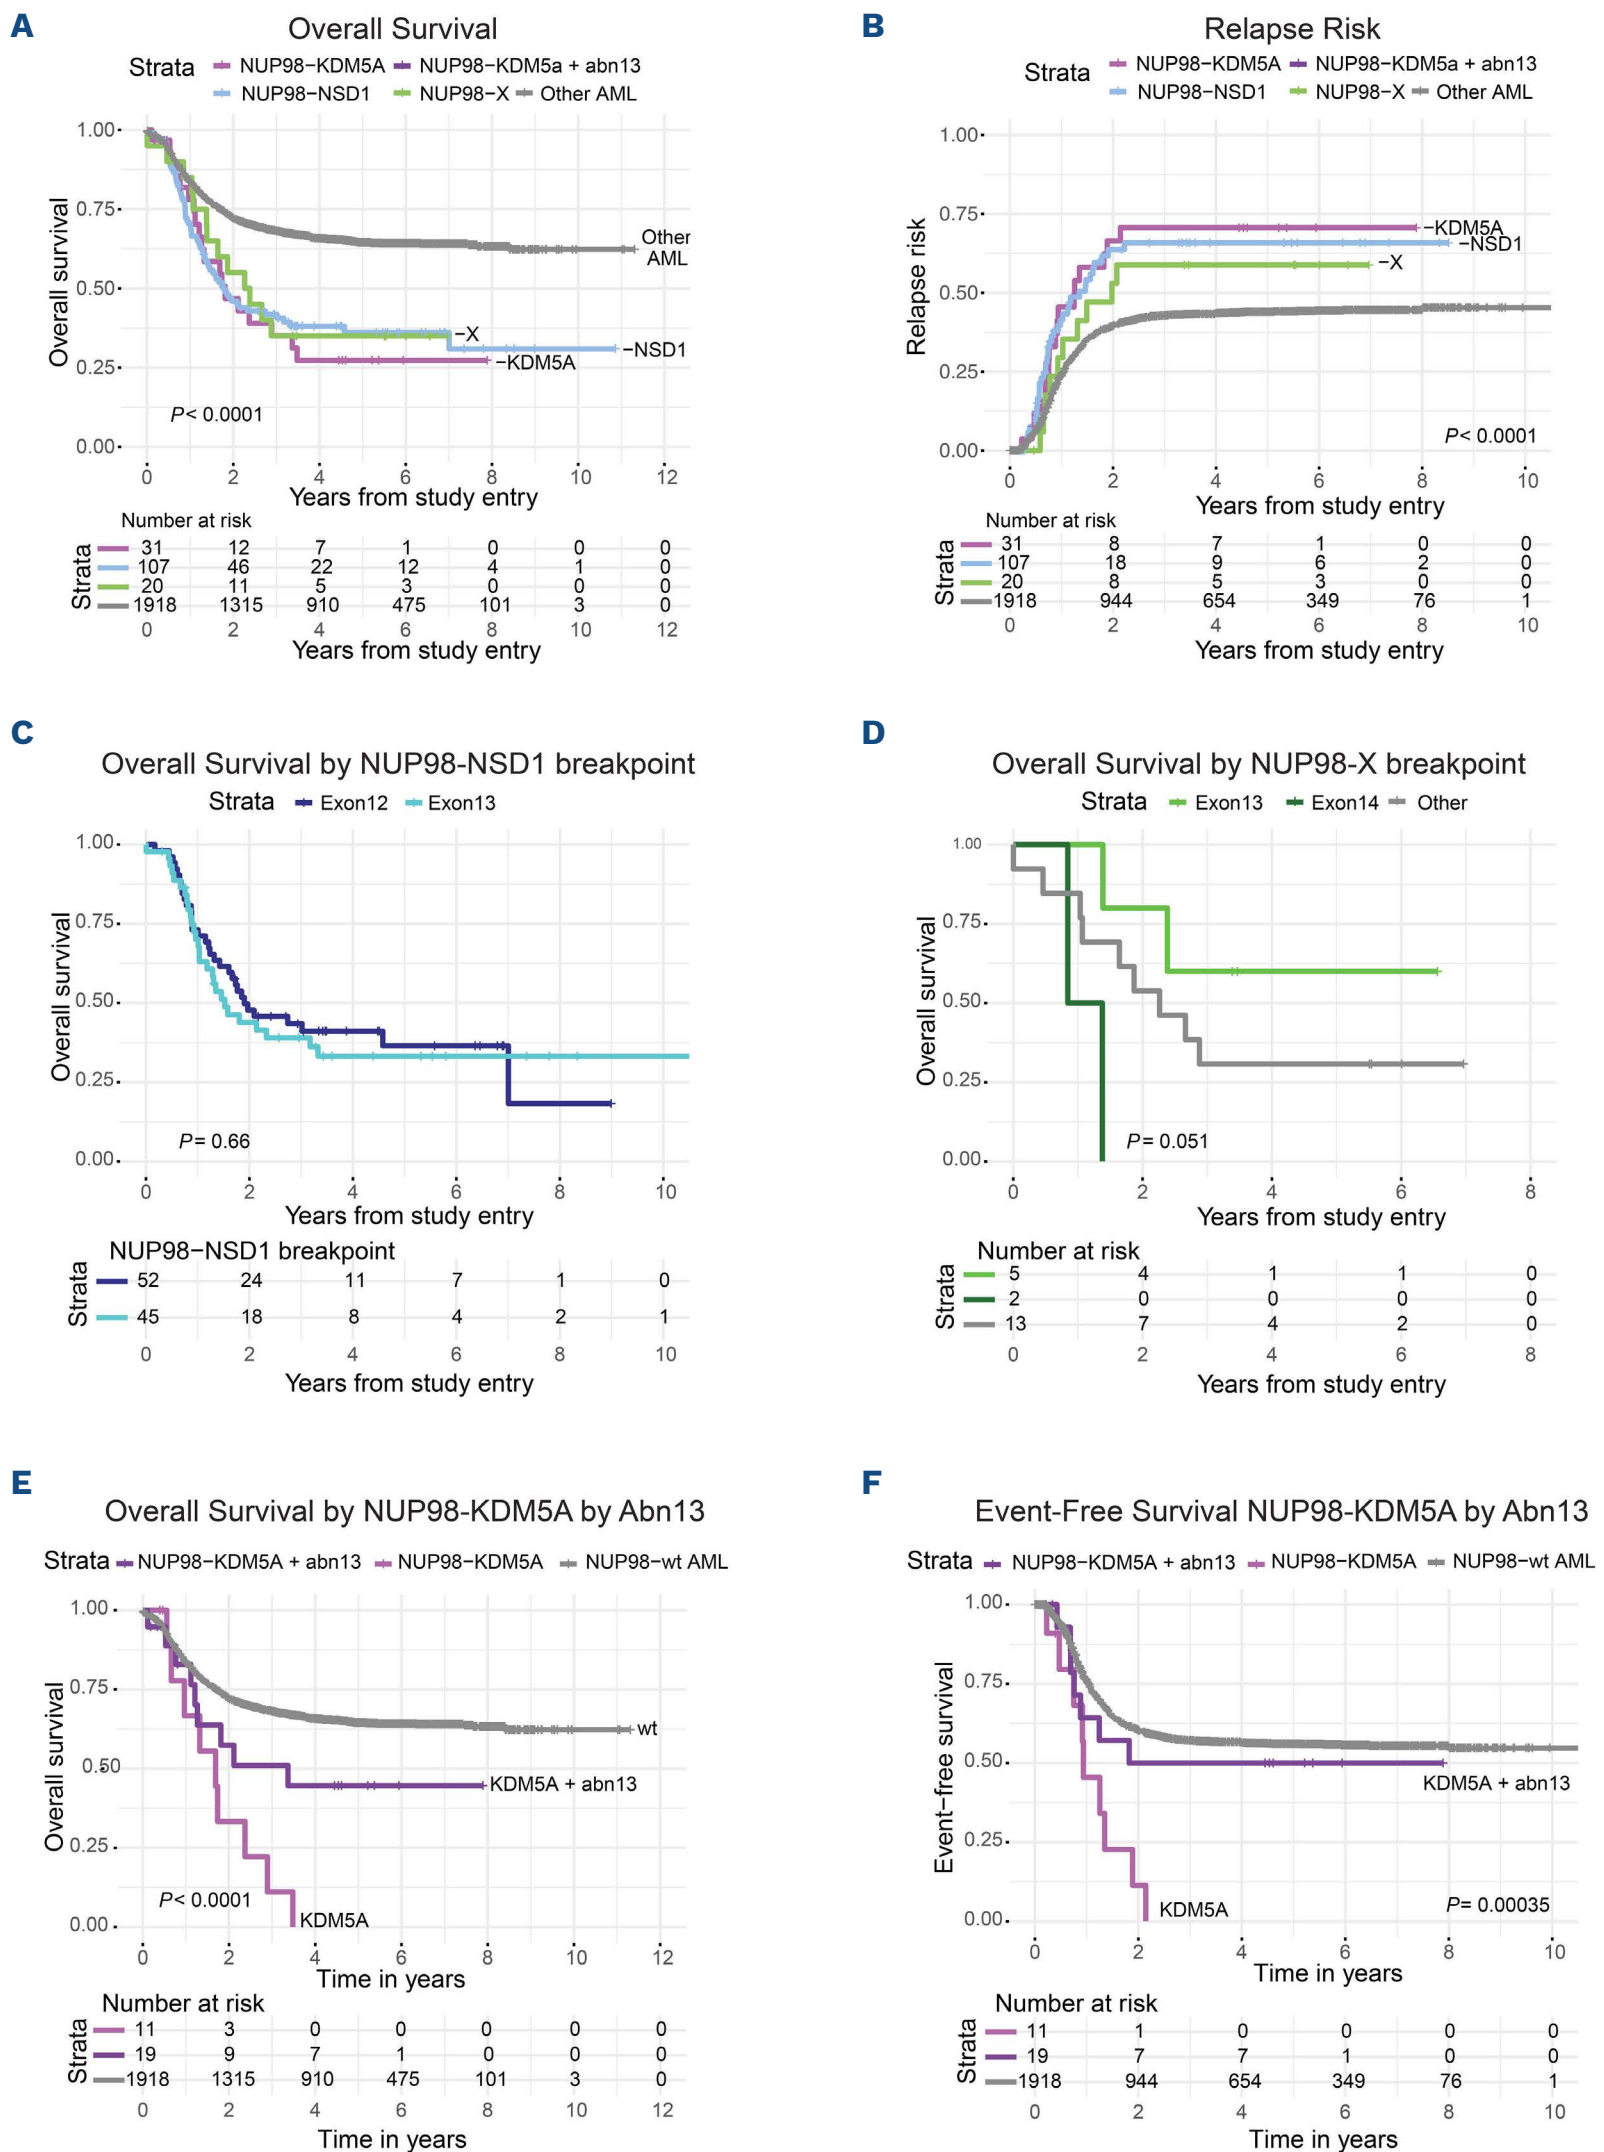 A
Overall Survival
Strata NUP98−KDM5A NUP98−KDM5a + abn13
NUP98−NSD1 NUP98−X Other AML
Overall survival
1.00
0.75
0.50
0.25
0.00
Other
AML
−X
−NSD1
−KDM5A
P< 0.0001
0 2 4 6 8 10 12
Years from study entry
Number at risk
Strata
31 12 7 1 0 0 0
107 46 22 12 4 1 0
20 11 5 3 0 0 0
1918 1315 910 475 101 3 0
0 2 4 6 8 10 12
Years from study entry
B
Relapse Risk
Strata NUP98−KDM5A NUP98−KDM5a + abn13
NUP98−NSD1 NUP98−X Other AML
Relapse risk
1.00
0.75
0.50
0.25
0.00
−KDM5A
−NSD1
−X
P< 0.0001
0 2 4 6 8 10
Years from study entry
Number at risk
Strata
31 8 7 1 0 0
107 18 9 6 2 0
20 8 5 3 0 0
1918 944 654 349 76 1
0 2 4 6 8 10
Years from study entry
C
Overall Survival by NUP98-NSD1 breakpoint
Strata Exon12 Exon13
Overall survival
1.00
0.75
0.50
0.25
0.00
P= 0.66
0 2 4 6 8 10
Years from study entry
NUP98−NSD1 breakpoint
Strata
52 24 11 7 1 0
45 18 8 4 2 1
0 2 4 6 8 10
Years from study entry
D
Overall Survival by NUP98-X breakpoint
Strata Exon13 Exon14 Other
Overall survival
1.00
0.75
0.50
0.25
0.00
P= 0.051
0 2 4 6 8
Years from study entry
Number at risk
Strata
5 4 1 1 0
2 0 0 0 0
13 7 4 2 0
0 2 4 6 8
Years from study entry
E
Overall Survival by NUP98-KDM5A by Abn13
Strata NUP98−KDM5A + abn13 NUP98−KDM5A NUP98−wt AML
Overall survival
1.00
0.75
0.50
0.25
0.00
wt
KDM5A + abn13
P< 0.0001
KDM5A
0 2 4 6 8 10 12
Time in years
Number at risk
Strata
11 3 0 0 0 0 0
19 9 7 1 0 0 0
1918 1315 910 475 101 3 0
0 2 4 6 8 10 12
Time in years
F
Event-Free Survival NUP98-KDM5A by Abn13
Strata NUP98−KDM5A + abn13 NUP98−KDM5A NUP98−wt AML
Event−free survival
1.00
0.75
0.50
0.25
0.00
KDM5A + abn13
P= 0.00035
KDM5A
0 2 4 6 8 10
Time in years
Number at risk
Strata
11 1 0 0 0 0
19 7 7 1 0 0
1918 944 654 349 76 1
0 2 4 6 8 10
Time in years